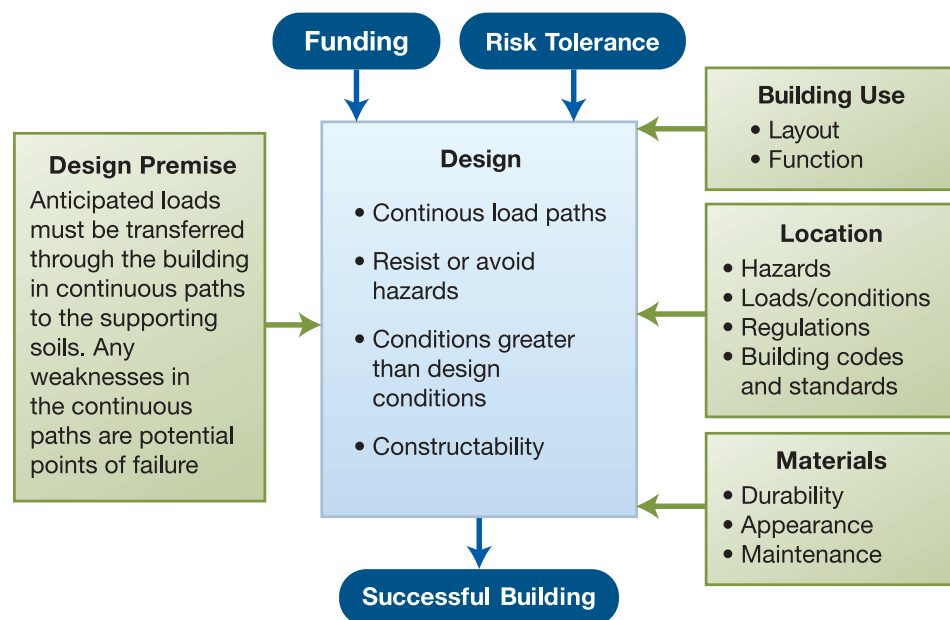 Funding
Risk Tolerance
Design Premise
Anticipated loads
must be transferred
through the building
in continuous paths
to the supporting
soils. Any
weaknesses in
the continuous
paths are potential
points of failure
Design
• Continous load paths
• Resist or avoid
hazards
• Conditions greater
than design
conditions
• Constructability
Building Use
• Layout
• Function
Location
• Hazards
• Loads/conditions
• Regulations
• Building codes
and standards
Materials
• Durability
• Appearance
• Maintenance
Successful Building